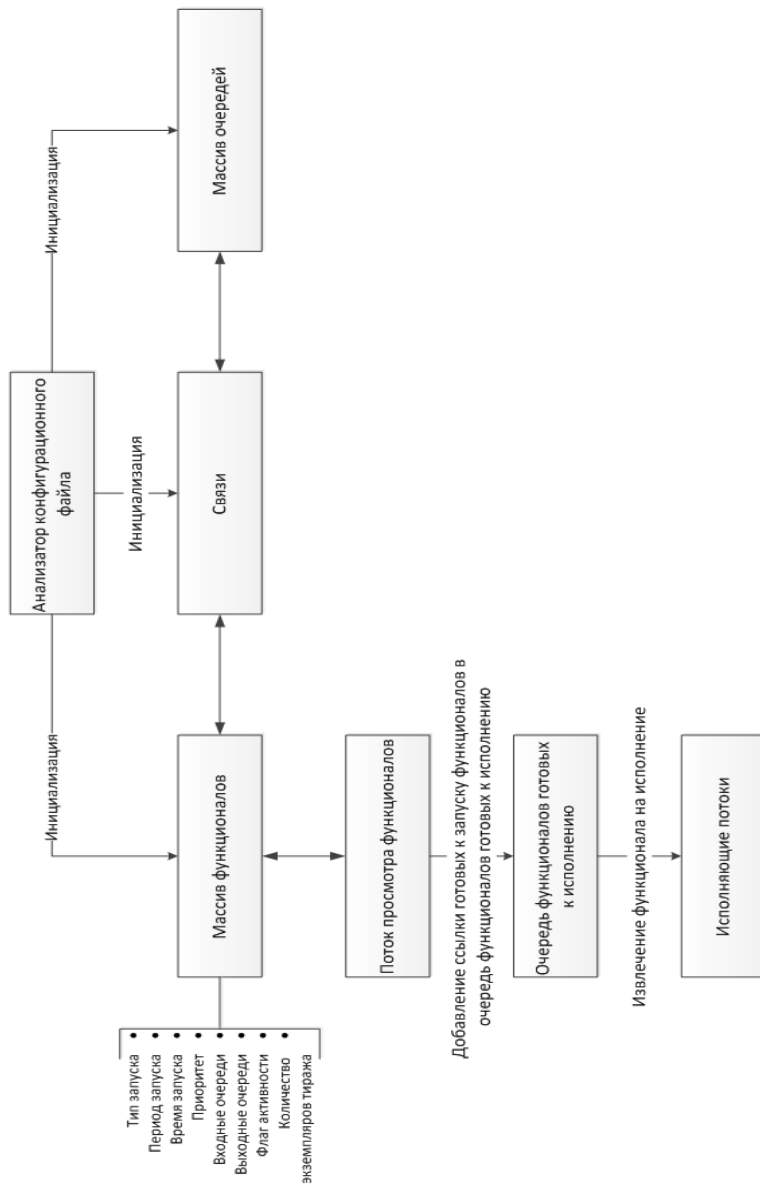 Анализатор конфигурационного
файла
Инициализация
Инициализация
Инициализация
Массив функционалов
Связи
Массив очередей
Тип запуска
Период запуска
Время запуска
Приоритет
Входные очереди
Выходные очереди
Флаг активности
Количество
экземпляров тиража
Поток просмотра функционалов
Добавление ссылки готовых к запуску функционалов в
очередь функционалов готовых к исполнению
Очередь функционалов готовых
к исполнению
Извлечение функционала на исполнение
Исполняющие потоки